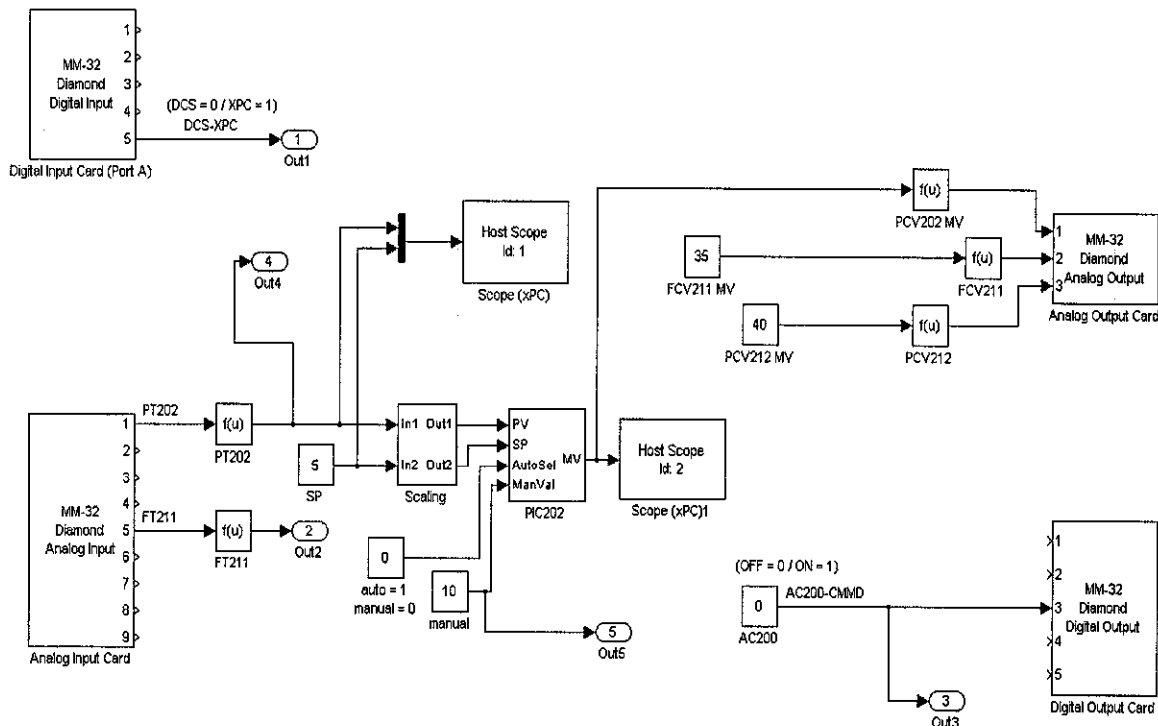 MM-32
Diamond
Digital Input
1
2
3
4
5
Digital Input Card (Port A)
(DCS = 0 / XPC = 1)
DCS-XPC
1
Out1
4
Out4
Host Scope
Id: 1
Scope (xPC)
f(u)
PCV202 MV
35
FCV211 MV
f(u)
FCV211
40
PCV212 MV
f(u)
PCV212
1
2
3
MM-32
Diamond
Analog Output
Analog Output Card
MM-32
Diamond
Analog Input
1
2
3
4
5
6
7
8
9
Analog Input Card
PT202
f(u)
PT202
FT211
f(u)
FT211
2
Out2
5
SP
In1 Out1
In2 Out2
Scaling
PV
SP
AutoSel
ManVal
MV
PIC202
Host Scope
Id: 2
Scope (xPC)1
0
auto = 1
manual = 0
10
manual
5
Out5
(OFF = 0 / ON = 1)
AC200-CMMD
0
AC200
3
Out3
1
2
3
4
5
MM-32
Diamond
Digital Output
Digital Output Card